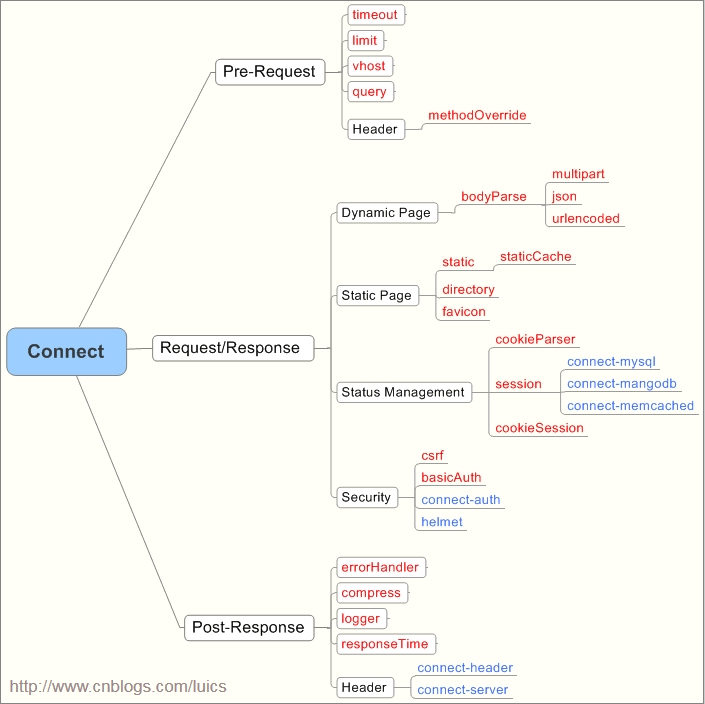 Connect
Pre-Request
timeout
limit
vhost
query
Header
methodOverride
Request/Response
Dynamic Page
bodyParse
multipart
json
urlencoded
Static Page
static
staticCache
directory
favicon
Status Management
cookieParser
session
connect-mysql
connect-mangodb
connect-memcached
cookieSession
Security
csrf
basicAuth
connect-auth
helmet
Post-Response
errorHandler
compress
logger
responseTime
Header
connect-header
connect-server
http://www.cnblogs.com/luics